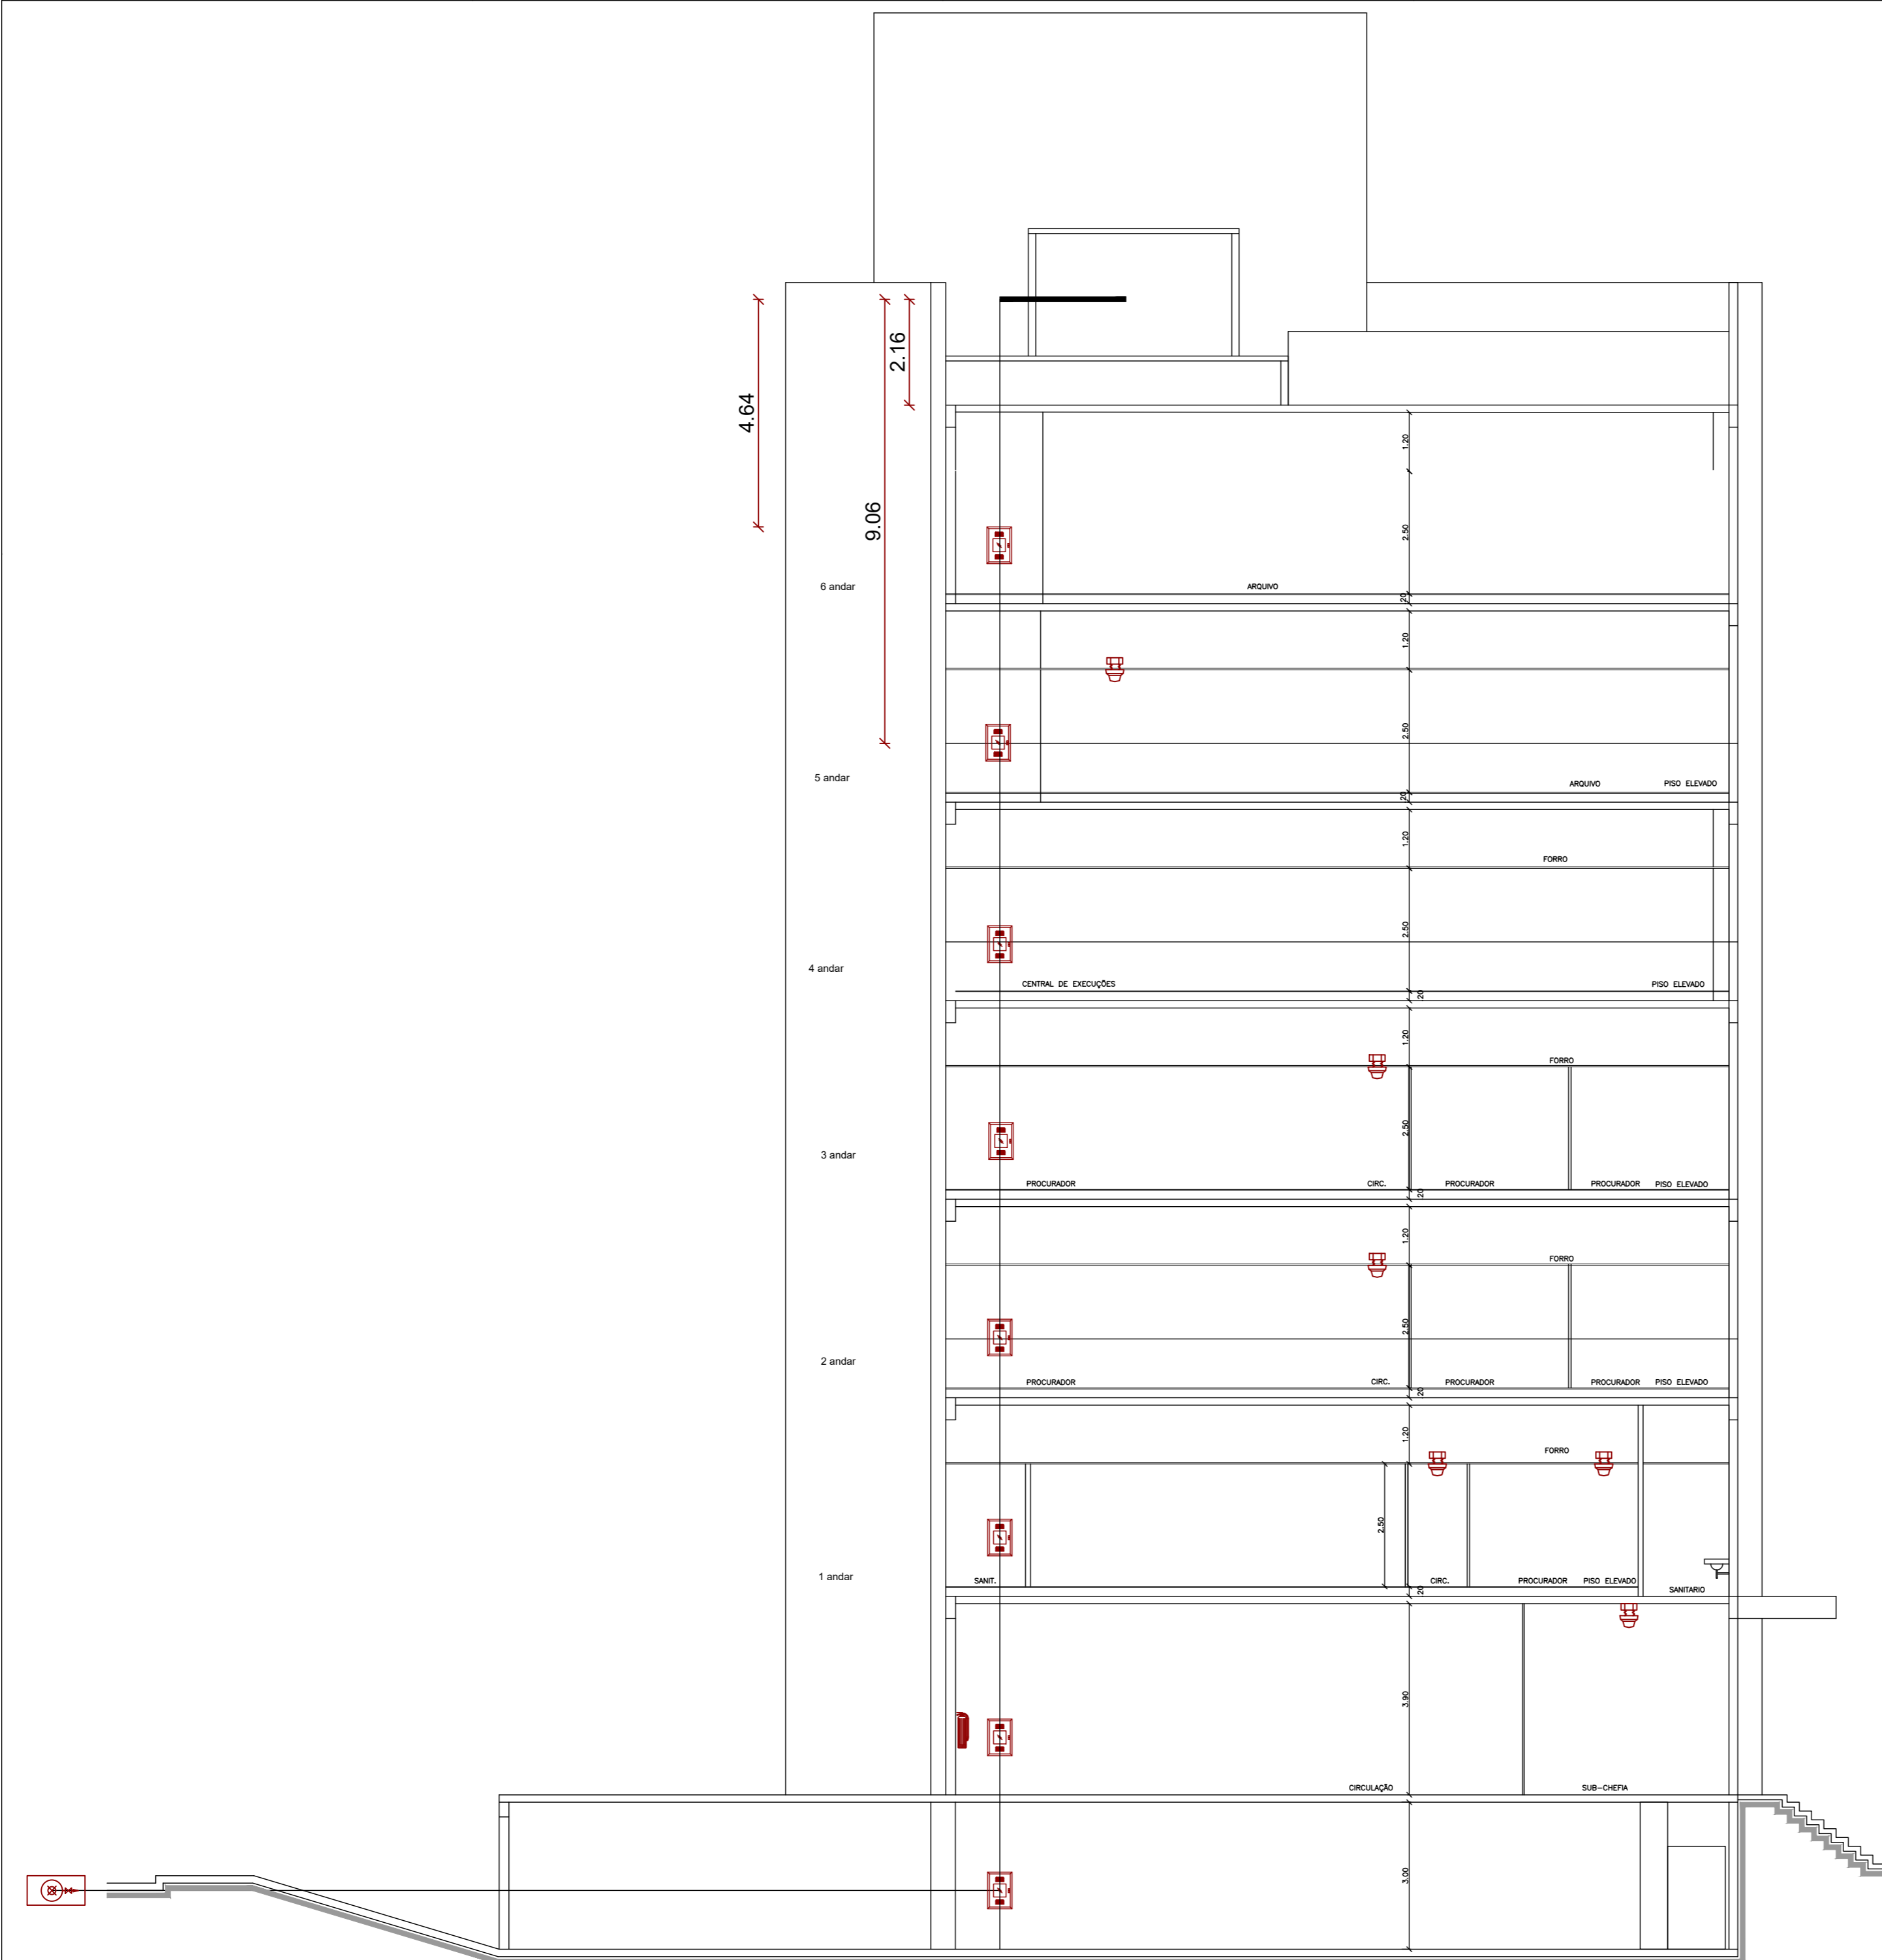 2.16
4.64
1.20
9.06
2.50
6 andar
ARQUIVO
20
1.20
2.50
5 andar
ARQUIVO PISO ELEVADO
20
1.20
FORRO
2.50
4 andar
CENTRAL DE EXECUÇÕES PISO ELEVADO
20
1.20
FORRO
2.50
3 andar
PROCURADOR CIRC. PROCURADOR PROCURADOR PISO ELEVADO
20
1.20
FORRO
2.50
2 andar
PROCURADOR CIRC. PROCURADOR PROCURADOR PISO ELEVADO
20
1.20
FORRO
2.50
1 andar
SANIT. CIRC. PROCURADOR PISO ELEVADO
20
SANITARIO
3.90
CIRCULAÇÃO SUB-CHEFIA
3.00